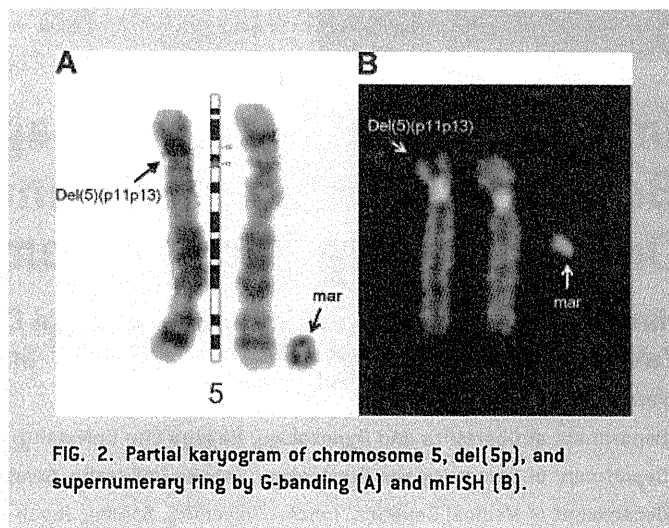 A
B
Del(5)(p11p13)
Del(5)(p11p13)
mar
mar
5
FIG. 2. Partial karyogram of chromosome 5, del(5p), and
supernumerary ring by G-banding (A) and mFISH (B).